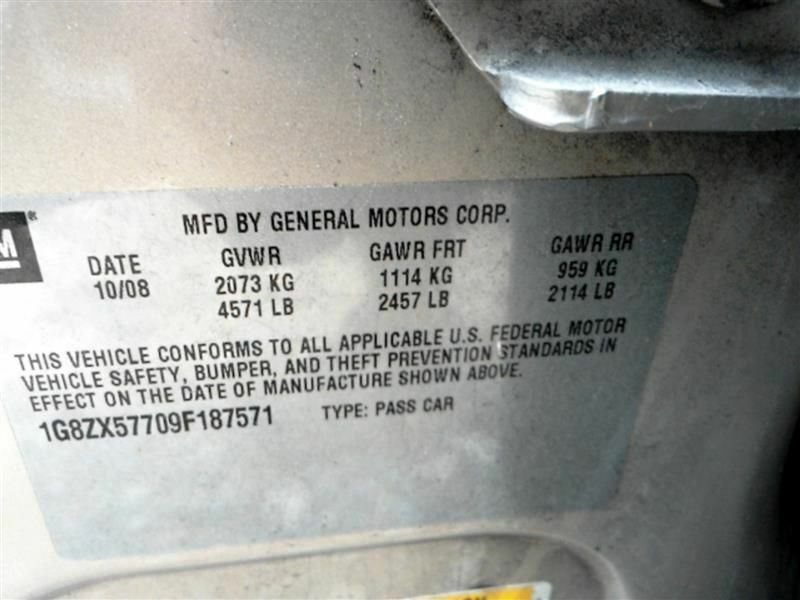 M®
MFD BY GENERAL MOTORS CORP.
DATE GVWR GAWR FRT GAWR RR
10/08 2073 KG 1114 KG 959 KG
4571 LB 2457 LB 2114 LB
THIS VEHICLE CONFORMS TO ALL APPLICABLE U.S. FEDERAL MOTOR
VEHICLE SAFETY, BUMPER, AND THEFT PREVENTION STANDARDS IN
EFFECT ON THE DATE OF MANUFACTURE SHOWN ABOVE.
1G8ZX57709F187571 TYPE: PASS CAR